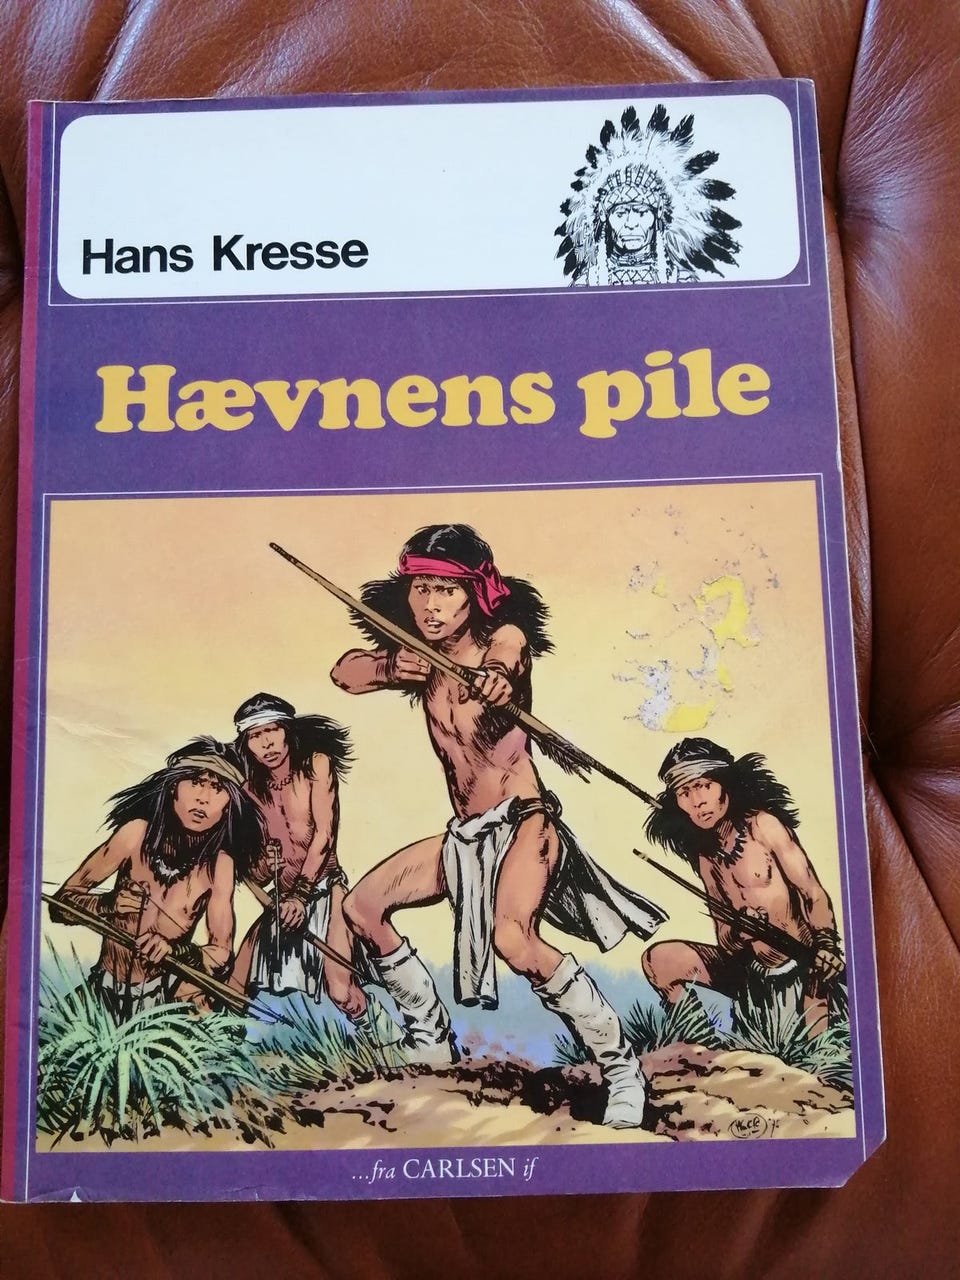 Hans Kresse
Hævnens pile
...fra CARLSEN if